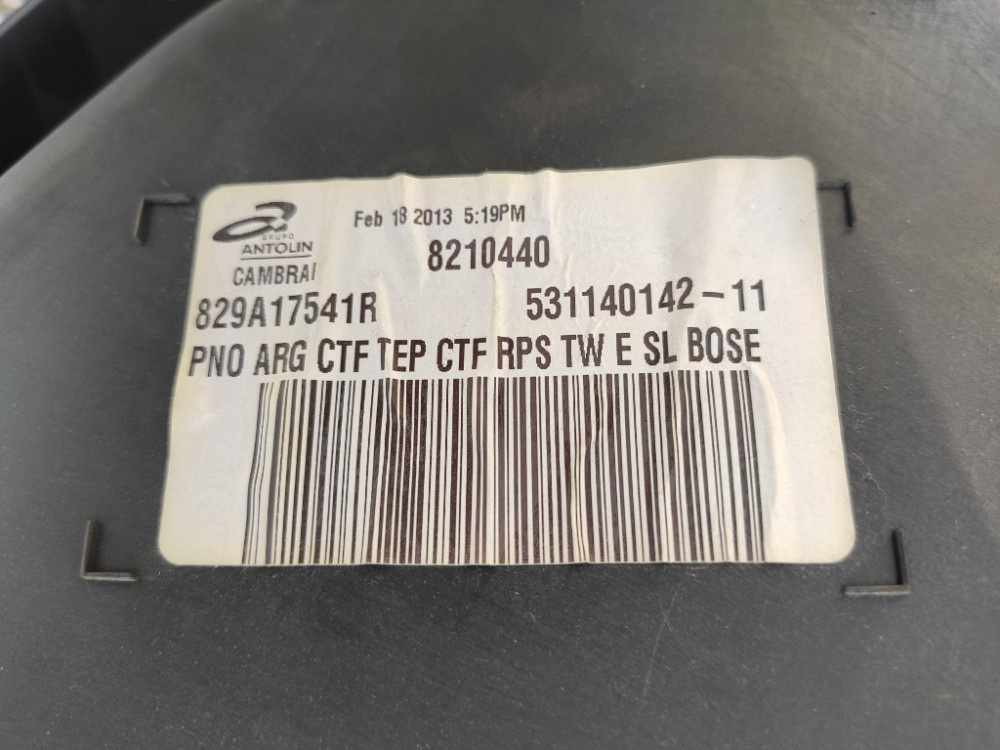 GRUPO
ANTOLIN
Feb 18 2013 5:19PM
CAMBRAI
8210440
829A17541R
531140142-11
PNO ARG CTF TEP CTF RPS TW E SL BOSE